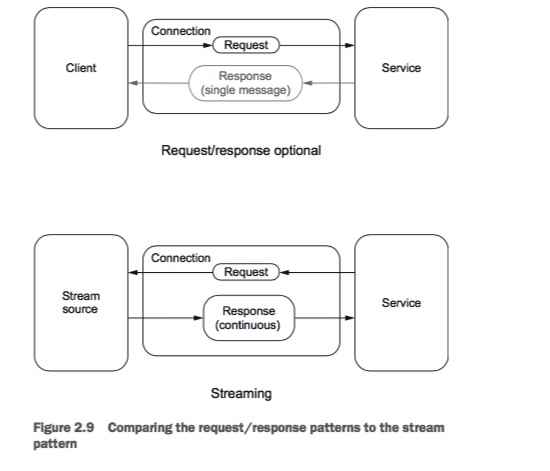 Connection
Request
Client
Service
Response
(single message)
Request/response optional
Connection
Request
Stream
source
Service
Response
(continuous)
Streaming
Figure 2.9 Comparing the request/response patterns to the stream
pattern